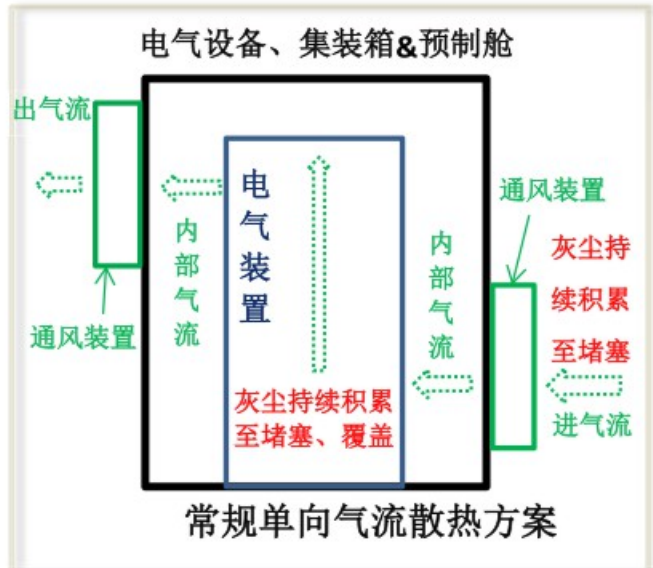 电气设备、集装箱&预制舱
出气流
通风装置
内部气流
电气装置
灰尘持续积累
至堵塞、覆盖
内部气流
通风装置
灰尘持
续积累
至堵塞
进气流
常规单向气流散热方案